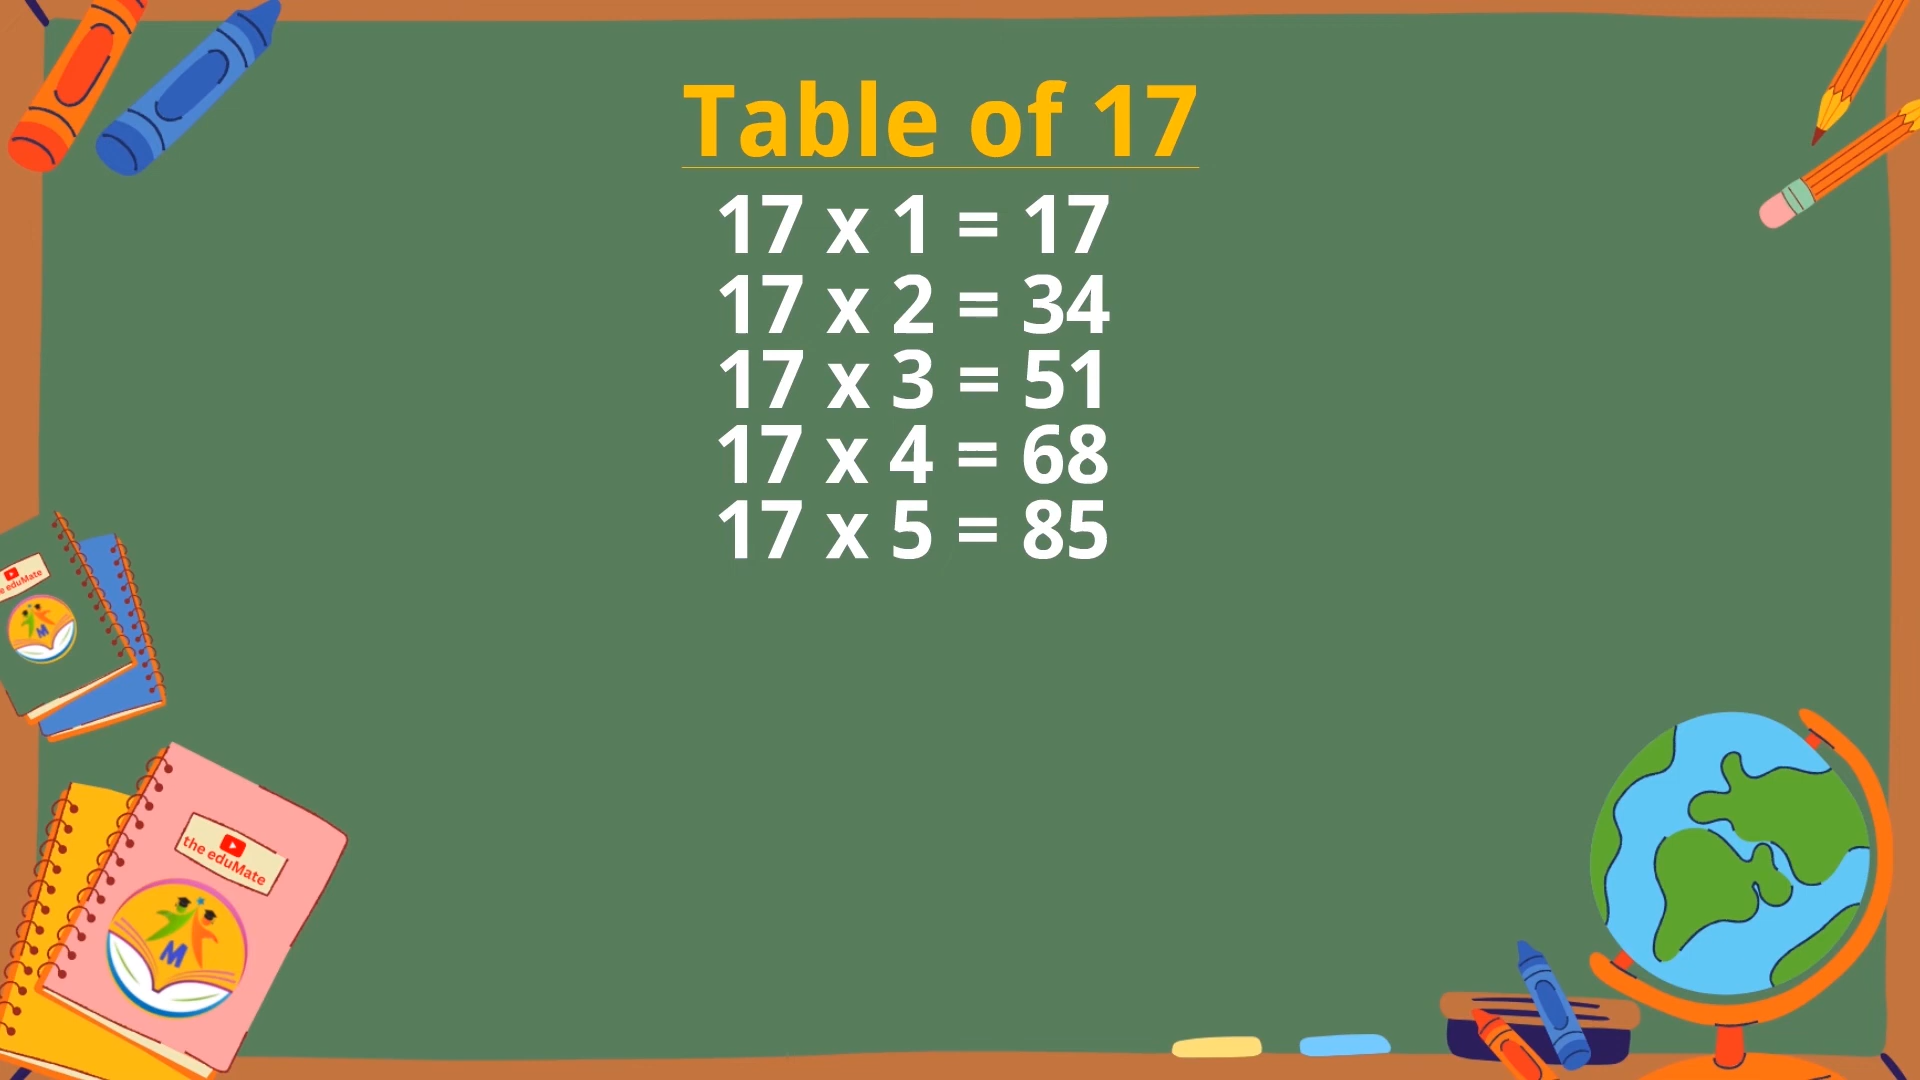 Table of 17
17 x 1 = 17
17 x 2 = 34
17 x 3 = 51
17 x 4 = 68
17 x 5 = 85
eduMate
M
the eduMate
M